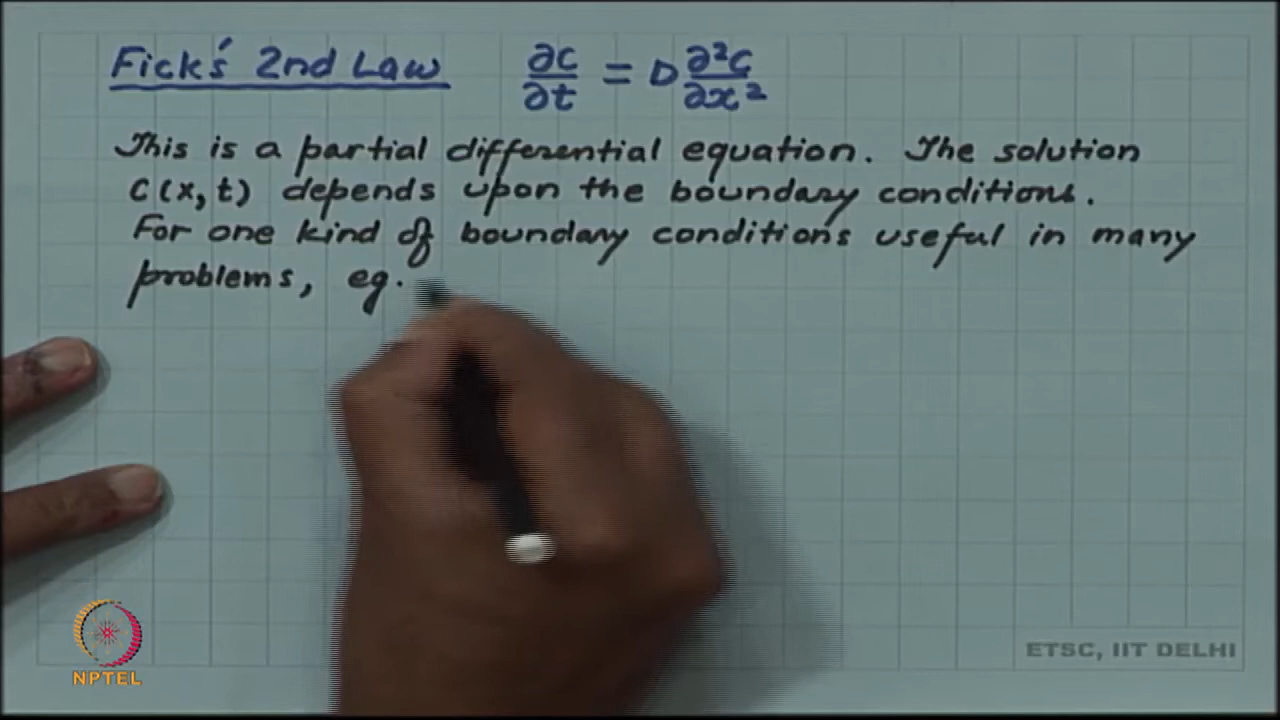 Fick's 2nd Law ∂c/∂t = D ∂²c/∂x²
This is a partial differential equation. The solution
C(x,t) depends upon the boundary conditions.
For one kind of boundary conditions useful in many
problems, eg.
NPTEL
ETSC, IIT DELHI